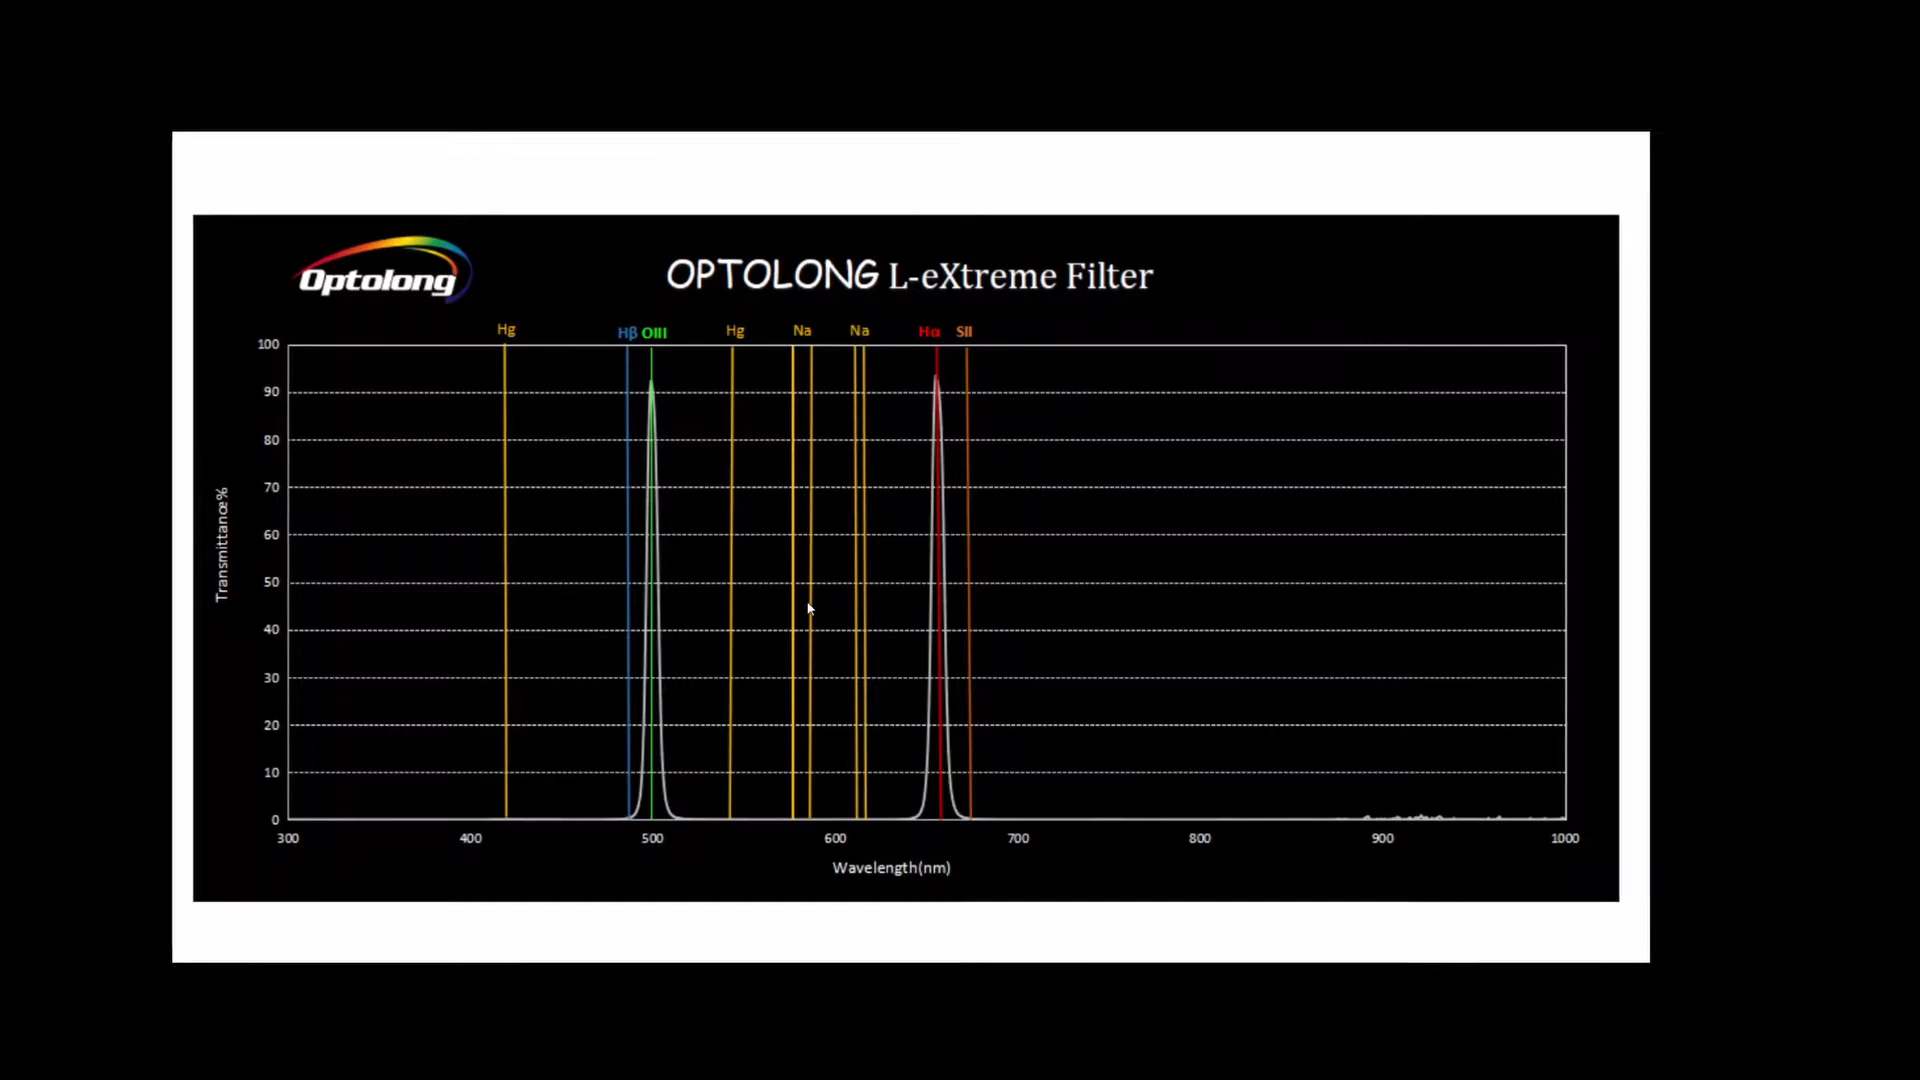 Optolong
OPTOLONG L-eXtreme Filter
Hg Hβ OIII Hg Na Na Hα SII
100
90
80
70
60
50
40
30
20
10
0
Transmittance%
300 400 500 600 700 800 900 1000
Wavelength(nm)